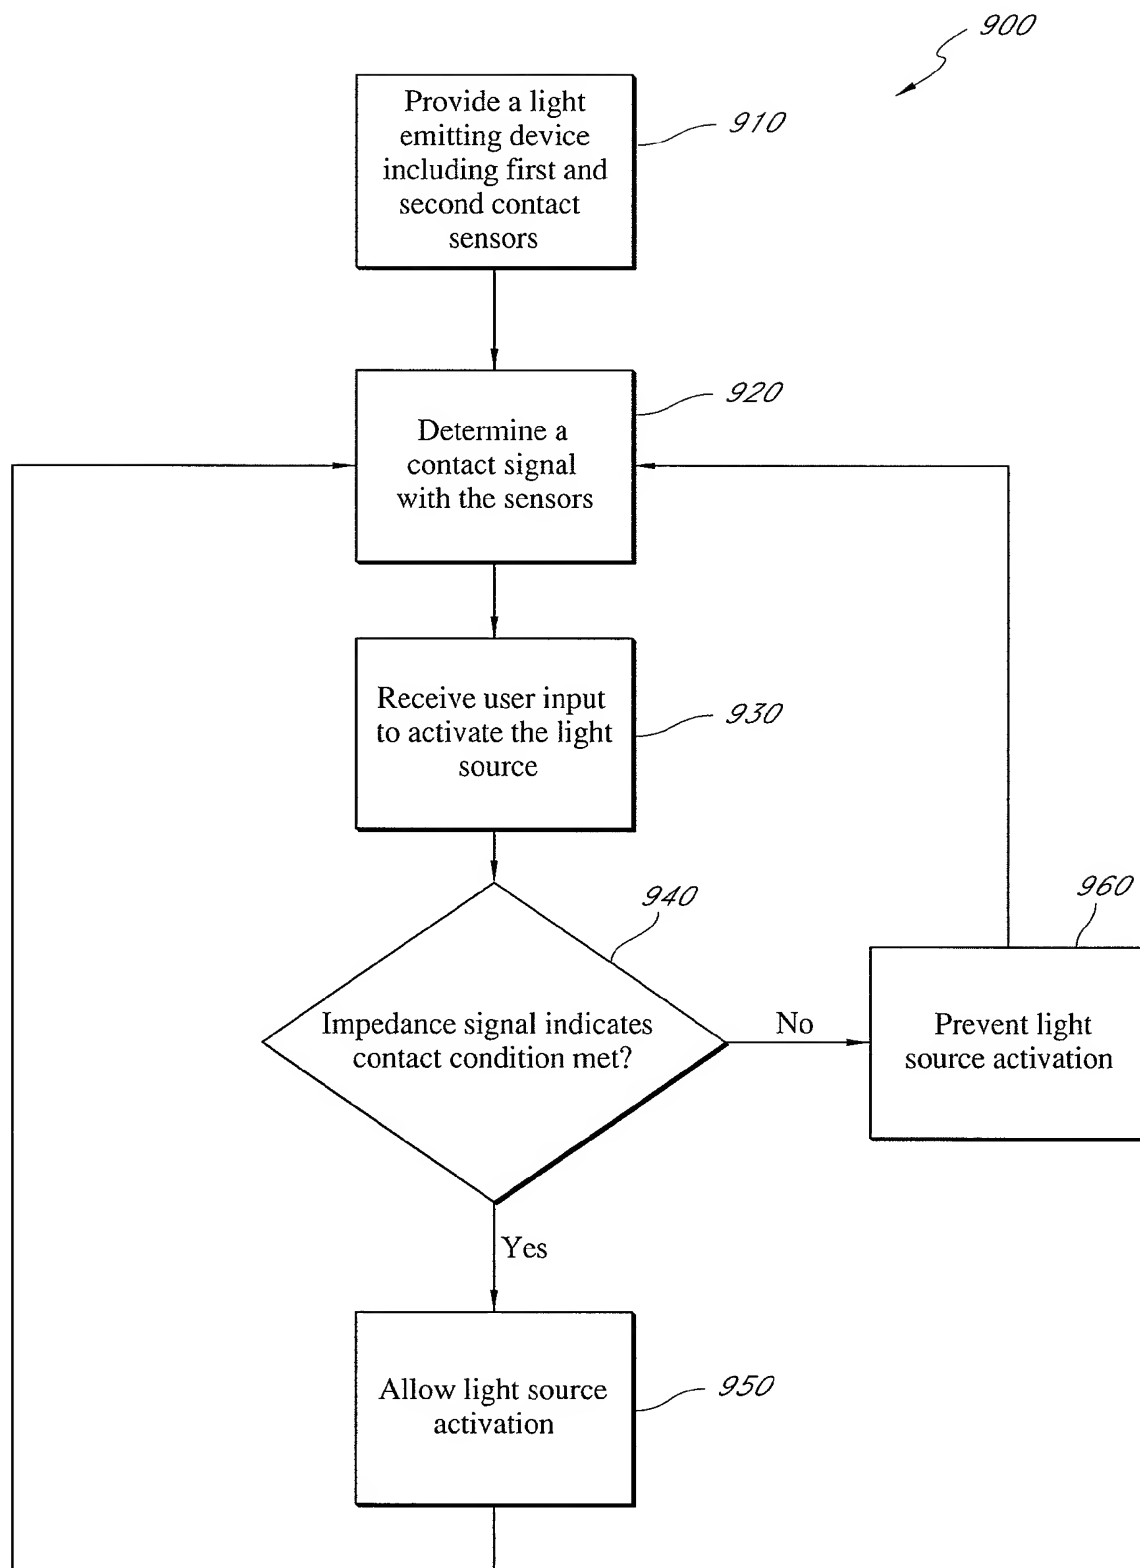 900
Provide a light
emitting device
including first and
second contact
sensors
910
Determine a
contact signal
with the sensors
920
Receive user input
to activate the light
source
930
940
Impedance signal indicates
contact condition met?
No
960
Prevent light
source activation
Yes
Allow light source
activation
950